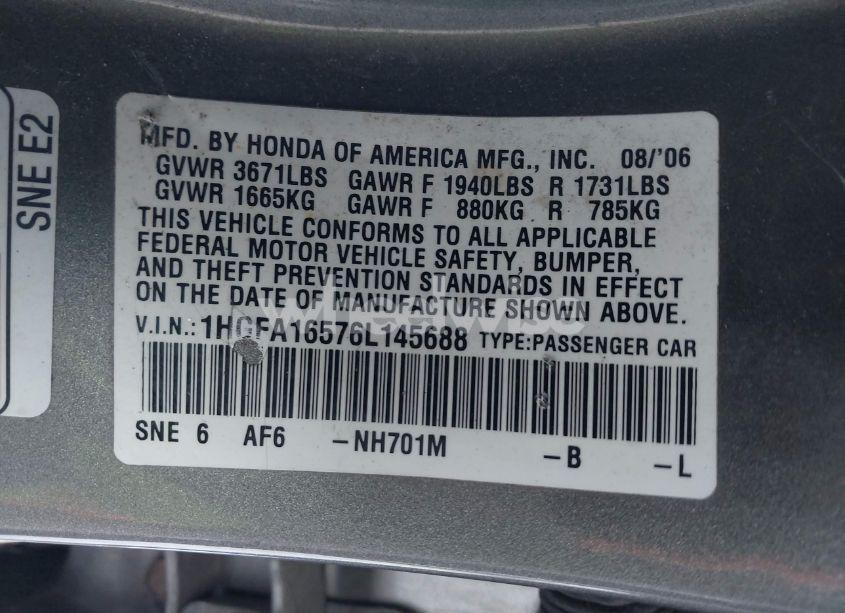 SNE E2
MFD. BY HONDA OF AMERICA MFG., INC. 08/'06
GVWR 3671LBS GAWR F 1940LBS R 1731LBS
GVWR 1665KG GAWR F 880KG R 785KG
THIS VEHICLE CONFORMS TO ALL APPLICABLE
FEDERAL MOTOR VEHICLE SAFETY, BUMPER,
AND THEFT PREVENTION STANDARDS IN EFFECT
ON THE DATE OF MANUFACTURE SHOWN ABOVE.
V.I.N.: 1HGFA16576L145688 TYPE:PASSENGER CAR
SNE 6 AF6 -NH701M -B -L